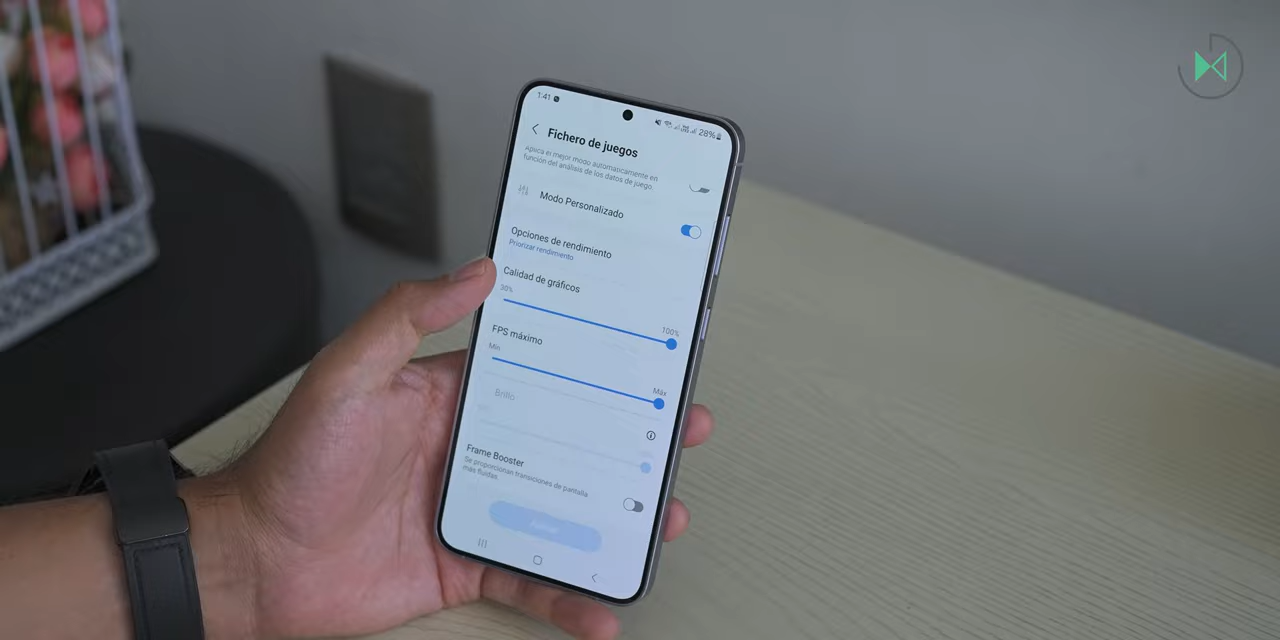 1:41
28%
Fichero de juegos
Aplica el mejor modo automáticamente en
función del análisis de los datos de juego.
Modo Personalizado
Opciones de rendimiento
Priorizar rendimiento
Calidad de gráficos
30%
100%
FPS máximo
Mín
Máx
Brillo
Frame Booster
Se proporcionan transiciones de pantalla
más fluidas.